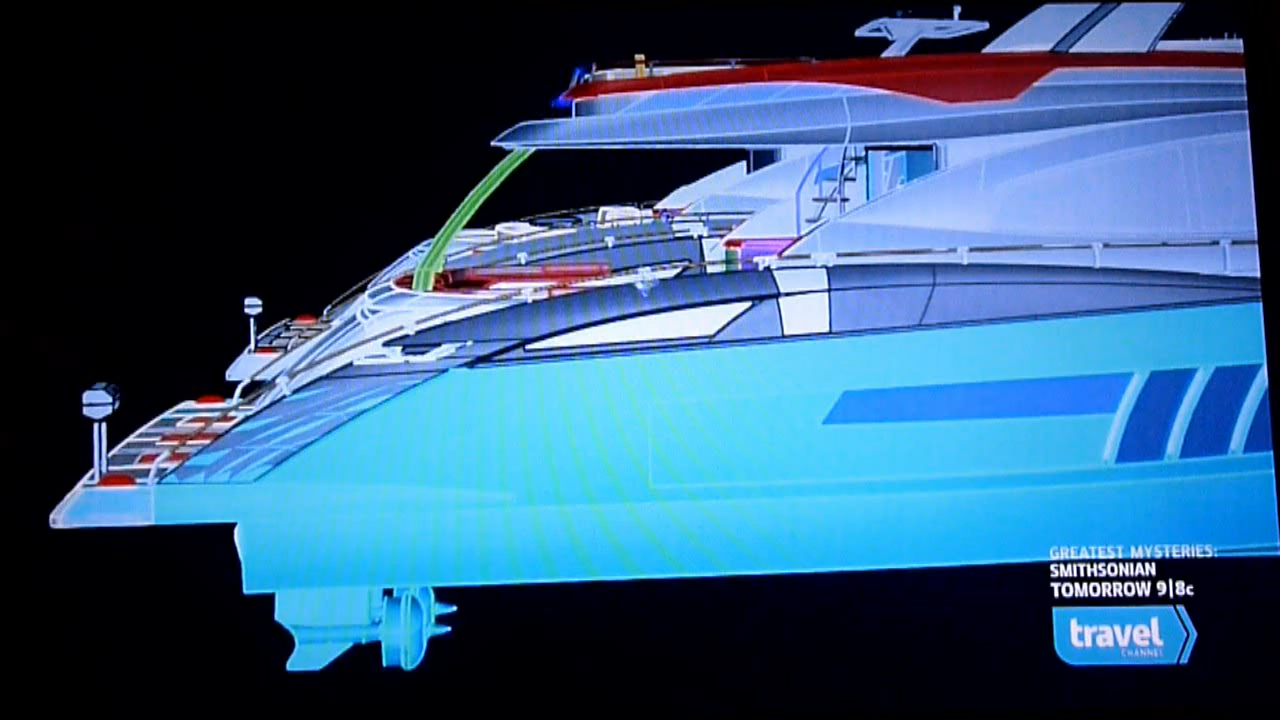 GREATEST MYSTERIES:
SMITHSONIAN
TOMORROW 9|8c
travel
CHANNEL